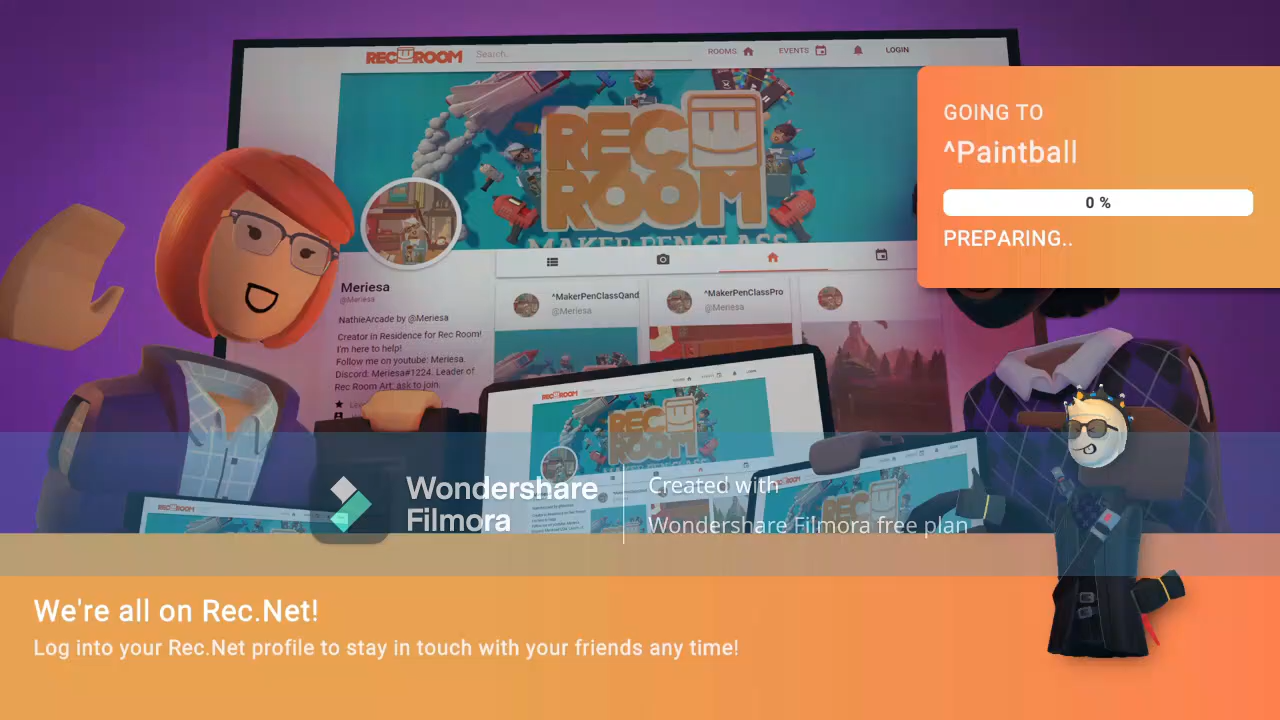 REC ROOM
Search..
ROOMS
EVENTS
LOGIN
GOING TO
^Paintball
0 %
PREPARING..
REC
ROOM
MAKER PEN CLASS
Meriesa
@Meriesa
NathieArcade by @Meriesa
Creator in Residence for Rec Room!
I'm here to help!
Follow me on youtube: Meriesa.
Discord: Meriesa#1224. Leader of
Rec Room Art: ask to join.
^MakerPenClassQand
@Meriesa
^MakerPenClassPro
@Meriesa
REC ROOM
REC
ROOM
REC ROOM
Wondershare
Filmora
Created with
Wondershare Filmora free plan
We're all on Rec.Net!
Log into your Rec.Net profile to stay in touch with your friends any time!